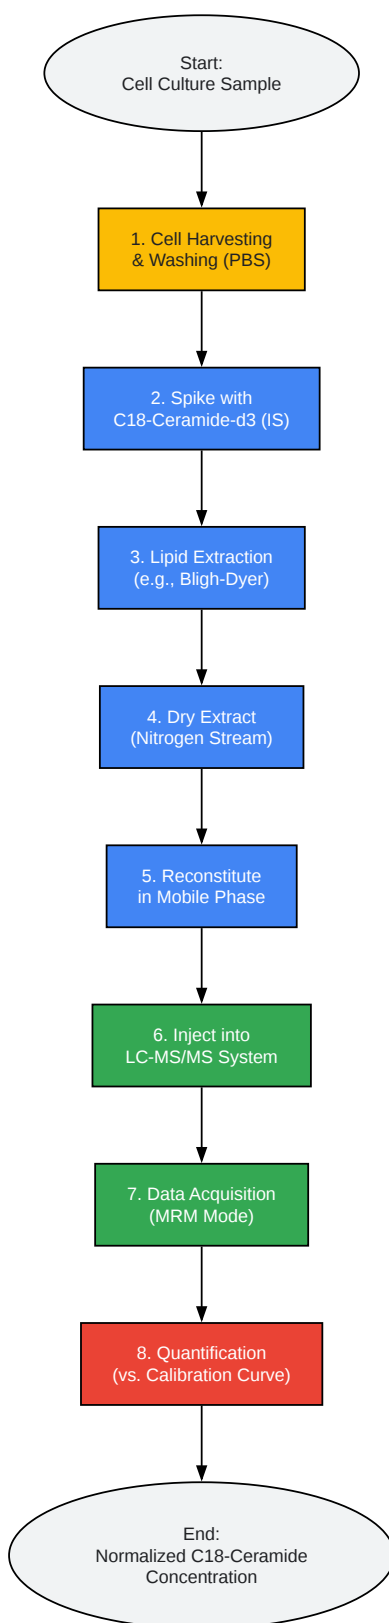 Start:
Cell Culture Sample
1. Cell Harvesting
& Washing (PBS)
2. Spike with
C18-Ceramide-d3 (IS)
3. Lipid Extraction
(e.g., Bligh-Dyer)
4. Dry Extract
(Nitrogen Stream)
5. Reconstitute
in Mobile Phase
6. Inject into
LC-MS/MS System
7. Data Acquisition
(MRM Mode)
8. Quantification
(vs. Calibration Curve)
End:
Normalized C18-Ceramide
Concentration